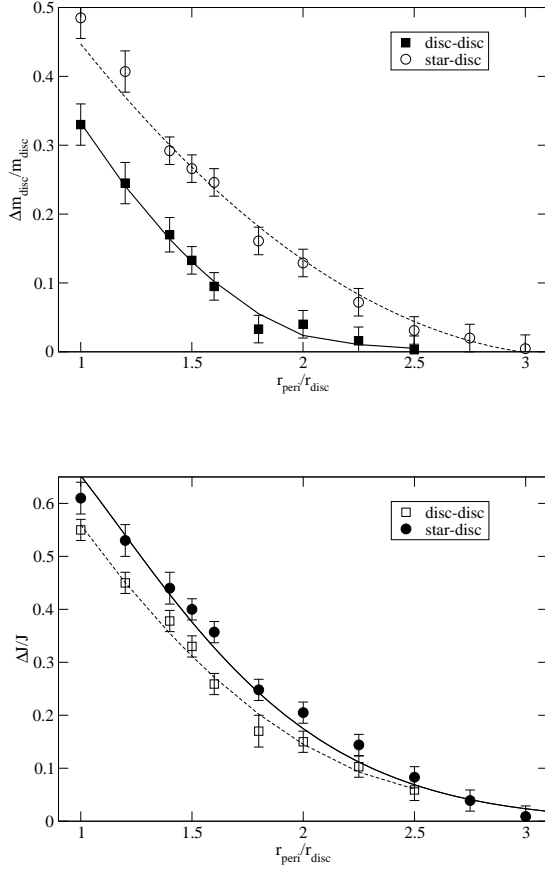 0.5
0.4
0.3
0.2
0.1
0
Δm_disc/m_disc
disc-disc
star-disc
1 1.5 2 2.5 3
r_peri/r_disc
0.6
0.5
0.4
0.3
0.2
0.1
0
ΔJ/J
disc-disc
star-disc
1 1.5 2 2.5 3
r_peri/r_disc